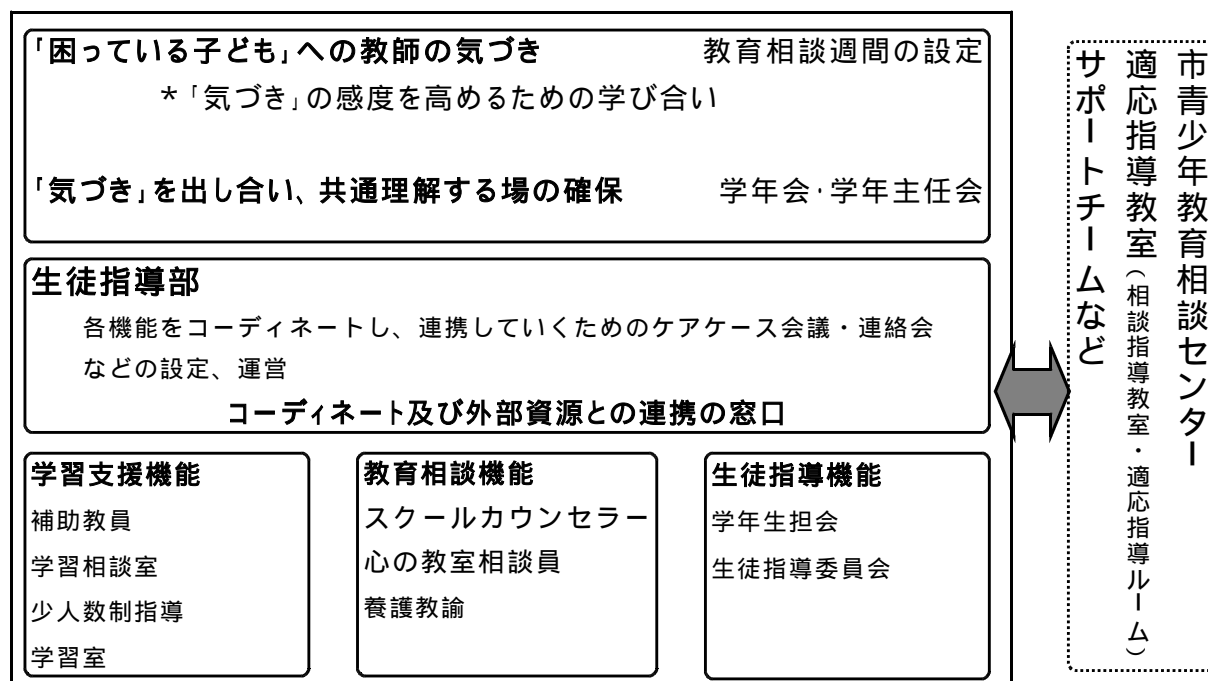 「困っている子ども」への教師の気づき 教育相談週間の設定
*「気づき」の感度を高めるための学び合い
「気づき」を出し合い、共通理解する場の確保 学年会・学年主任会
生徒指導部
各機能をコーディネートし、連携していくためのケアケース会議・連絡会
などの設定、運営
コーディネート及び外部資源との連携の窓口
学習支援機能
補助教員
学習相談室
少人数制指導
学習室
教育相談機能
スクールカウンセラー
心の教室相談員
養護教諭
生徒指導機能
学年生担会
生徒指導委員会
市青少年教育相談センター
適応指導教室(相談指導教室・適応指導ルーム)
サポートチームなど